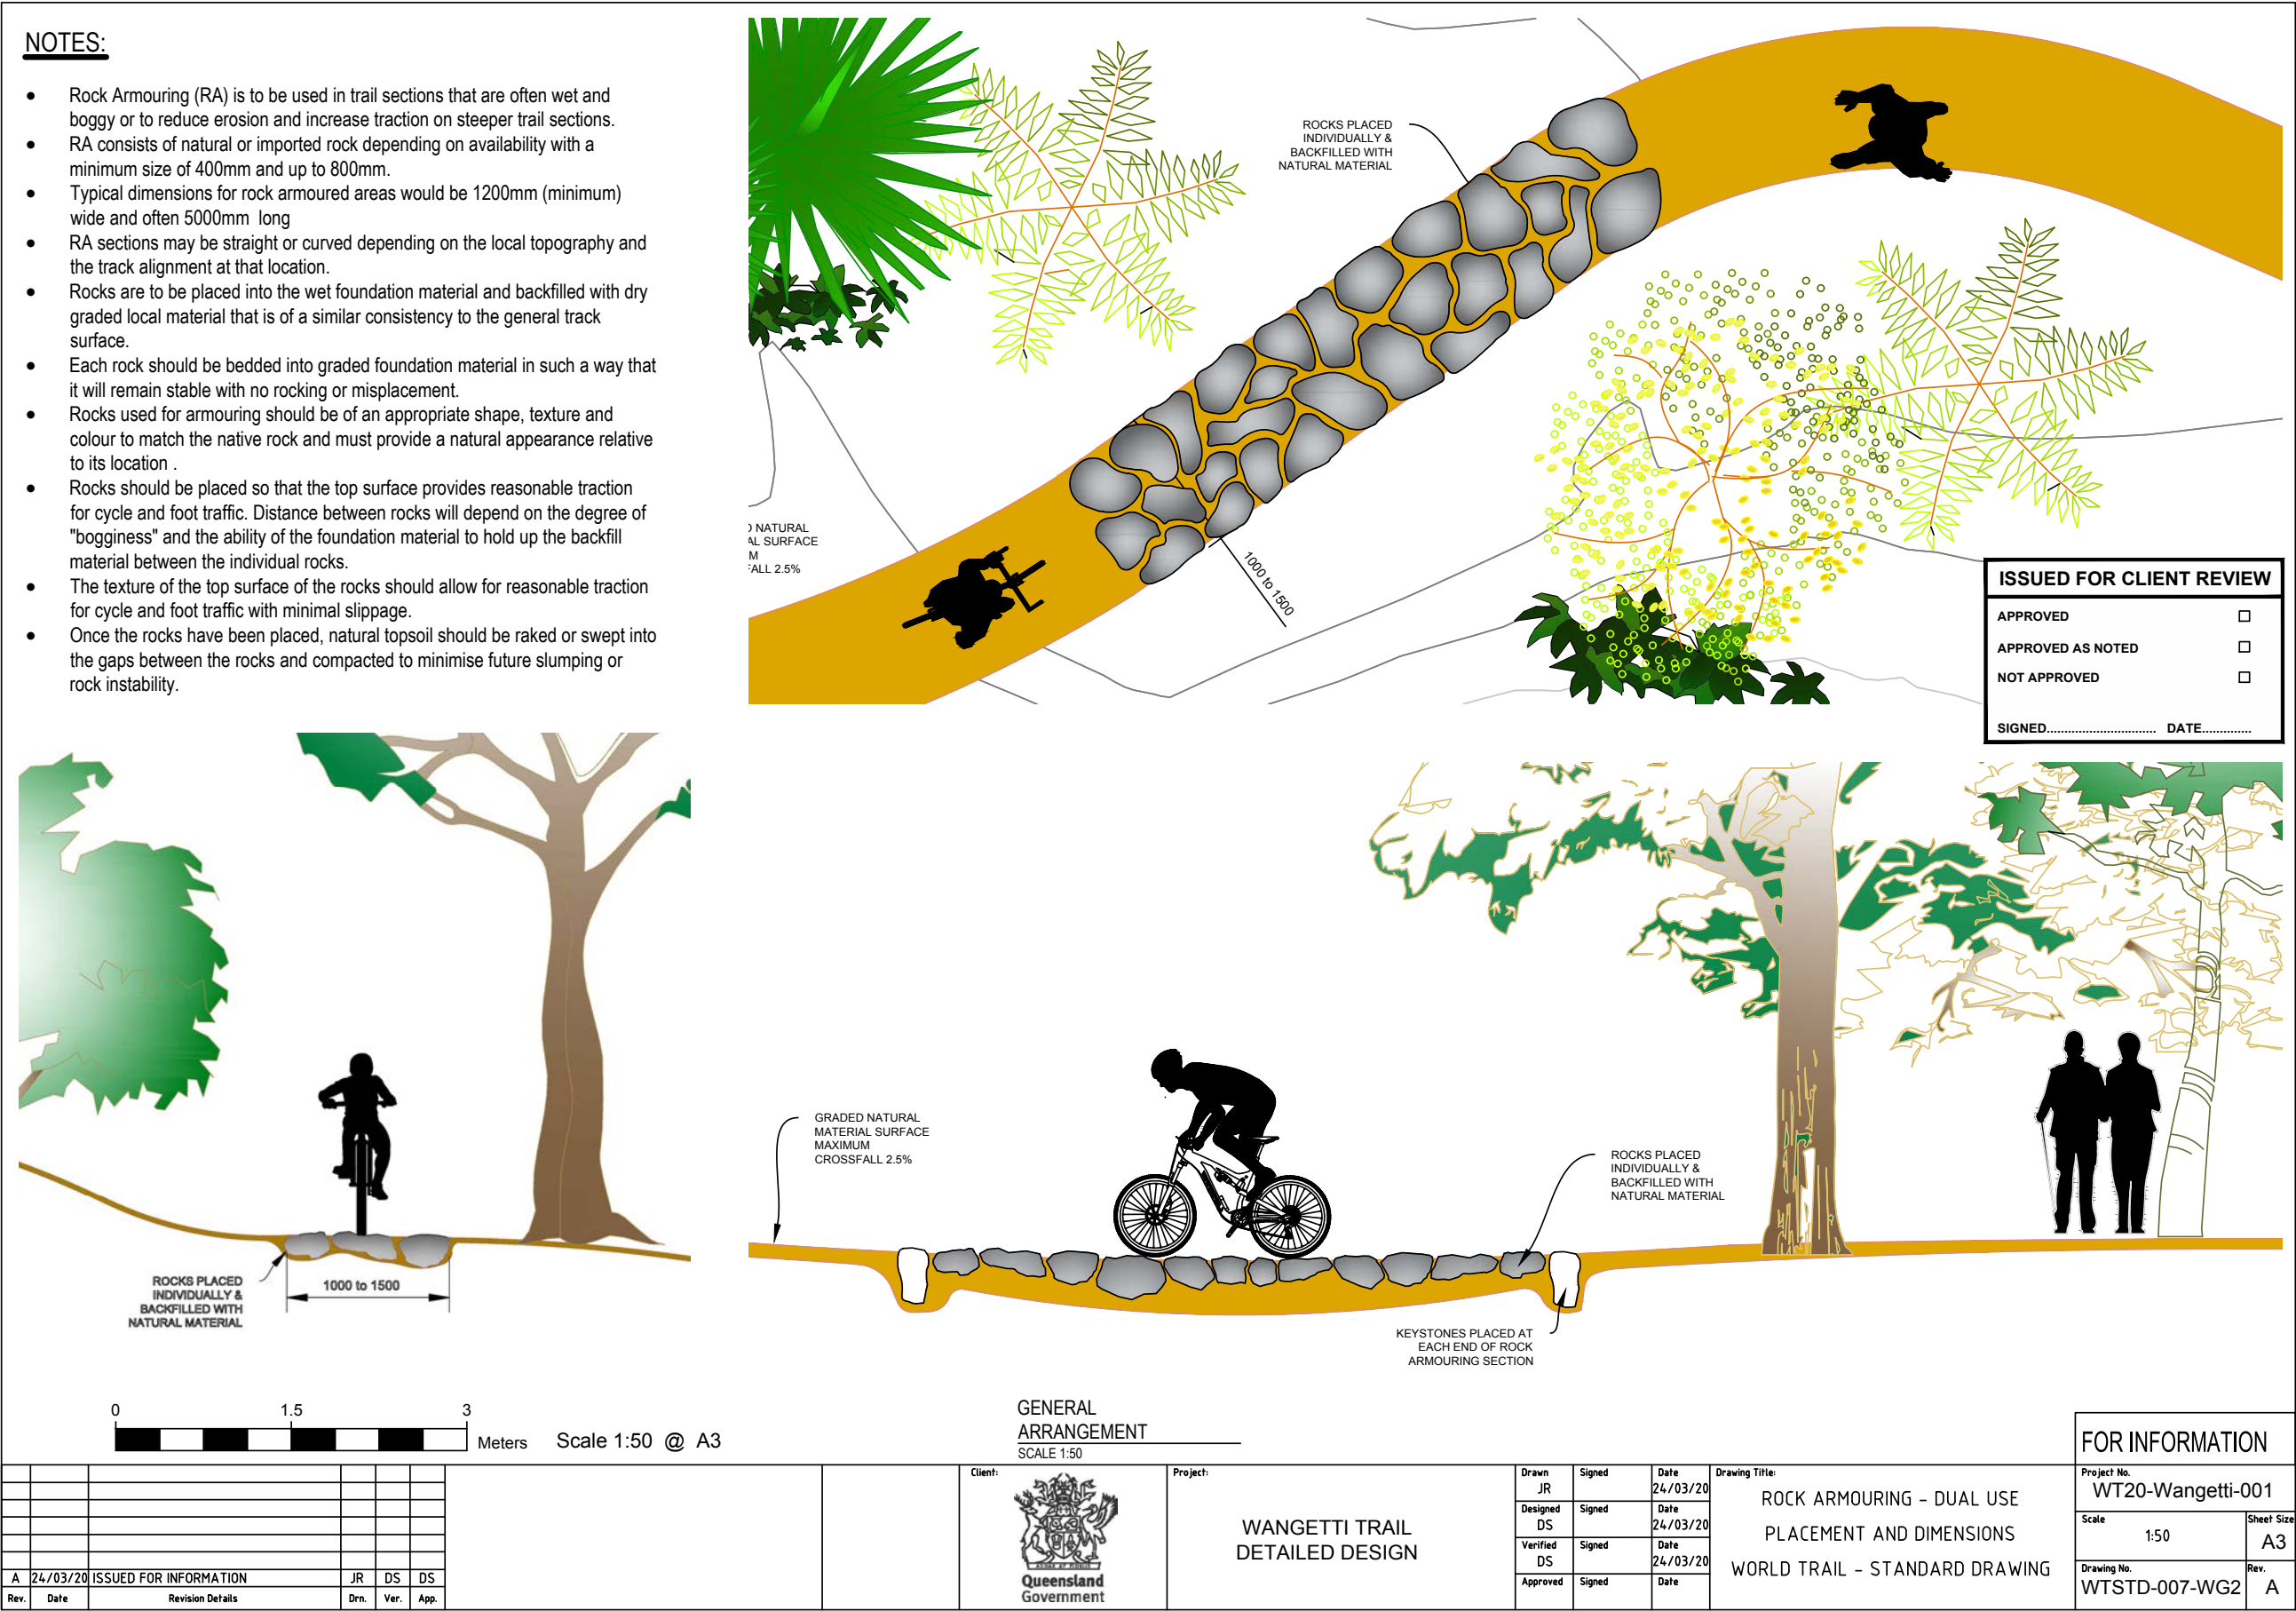 NOTES:
• Rock Armouring (RA) is to be used in trail sections that are often wet and
boggy or to reduce erosion and increase traction on steeper trail sections.
• RA consists of natural or imported rock depending on availability with a
minimum size of 400mm and up to 800mm.
• Typical dimensions for rock armoured areas would be 1200mm (minimum)
wide and often 5000mm long
• RA sections may be straight or curved depending on the local topography and
the track alignment at that location.
• Rocks are to be placed into the wet foundation material and backfilled with dry
graded local material that is of a similar consistency to the general track
surface.
• Each rock should be bedded into graded foundation material in such a way that
it will remain stable with no rocking or misplacement.
• Rocks used for armouring should be of an appropriate shape, texture and
colour to match the native rock and must provide a natural appearance relative
to its location .
• Rocks should be placed so that the top surface provides reasonable traction
for cycle and foot traffic. Distance between rocks will depend on the degree of
"bogginess" and the ability of the foundation material to hold up the backfill
material between the individual rocks.
• The texture of the top surface of the rocks should allow for reasonable traction
for cycle and foot traffic with minimal slippage.
• Once the rocks have been placed, natural topsoil should be raked or swept into
the gaps between the rocks and compacted to minimise future slumping or
rock instability.
ROCKS PLACED
INDIVIDUALLY &
BACKFILLED WITH
NATURAL MATERIAL
NATURAL
AL SURFACE
M
FALL 2.5%
1000 to 1500
ISSUED FOR CLIENT REVIEW
APPROVED
APPROVED AS NOTED
NOT APPROVED
SIGNED............................... DATE..............
ROCKS PLACED
INDIVIDUALLY &
BACKFILLED WITH
NATURAL MATERIAL
1000 to 1500
GRADED NATURAL
MATERIAL SURFACE
MAXIMUM
CROSSFALL 2.5%
ROCKS PLACED
INDIVIDUALLY &
BACKFILLED WITH
NATURAL MATERIAL
KEYSTONES PLACED AT
EACH END OF ROCK
ARMOURING SECTION
0 1.5 3
Meters Scale 1:50 @ A3
GENERAL
ARRANGEMENT
SCALE 1:50
FOR INFORMATION
A 24/03/20 ISSUED FOR INFORMATION JR DS DS
Rev. Date Revision Details Drn. Ver. App.
Client:
Queensland
Government
Project:
WANGETTI TRAIL
DETAILED DESIGN
Drawn Signed Date
JR 24/03/20
Designed Signed Date
DS 24/03/20
Verified Signed Date
DS 24/03/20
Approved Signed Date
Drawing Title:
ROCK ARMOURING - DUAL USE
PLACEMENT AND DIMENSIONS
WORLD TRAIL - STANDARD DRAWING
Project No.
WT20-Wangetti-001
Scale Sheet Size
1:50 A3
Drawing No. Rev.
WTSTD-007-WG2 A